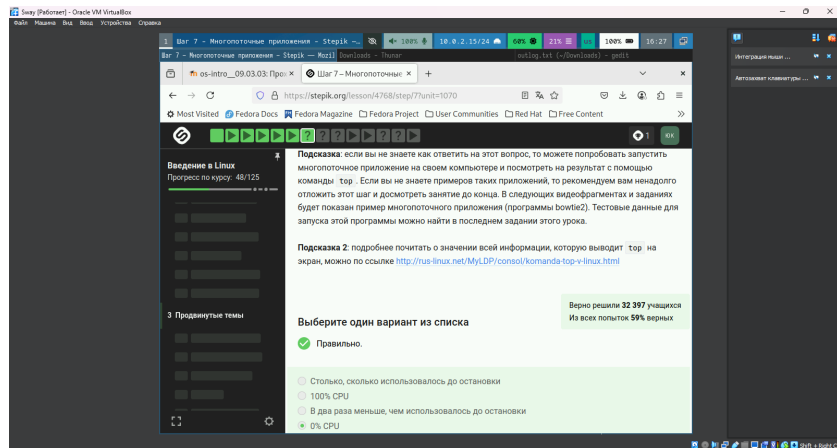 Sway [Работает] - Oracle VM VirtualBox
Файл Машина Вид Ввод Устройства Справка
1 Шаг 7 - Многопоточные приложения - Stepik -… 100% 10.0.2.15/24 60% 21% us 100% 16:27
Шаг 7 - Многопоточные приложения - Stepik — Mozil Downloads - Thunar outlog.txt (~/Downloads) - gedit
os-intro__09.03.03: Про × Шаг 7 – Многопоточные × +
https://stepik.org/lesson/4768/step/7?unit=1070
Most Visited Fedora Docs Fedora Magazine Fedora Project User Communities Red Hat Free Content
1 ЮК
Введение в Linux
Прогресс по курсу: 48/125
3 Продвинутые темы
Подсказка: если вы не знаете как ответить на этот вопрос, то можете попробовать запустить
многопоточное приложение на своем компьютере и посмотреть на результат с помощью
команды top. Если вы не знаете примеров таких приложений, то рекомендуем вам ненадолго
отложить этот шаг и досмотреть занятие до конца. В следующих видеофрагментах и заданиях
будет показан пример многопоточного приложения (программы bowtie2). Тестовые данные для
запуска этой программы можно найти в последнем задании этого урока.
Подсказка 2: подробнее почитать о значении всей информации, которую выводит top на
экран, можно по ссылке http://rus-linux.net/MyLDP/consol/komanda-top-v-linux.html
Верно решили 32 397 учащихся
Из всех попыток 59% верных
Выберите один вариант из списка
Правильно.
Столько, сколько использовалось до остановки
100% CPU
В два раза меньше, чем использовалось до остановки
0% CPU
Интеграция мыши ...
Автозахват клавиатуры ...
Shift + Right C